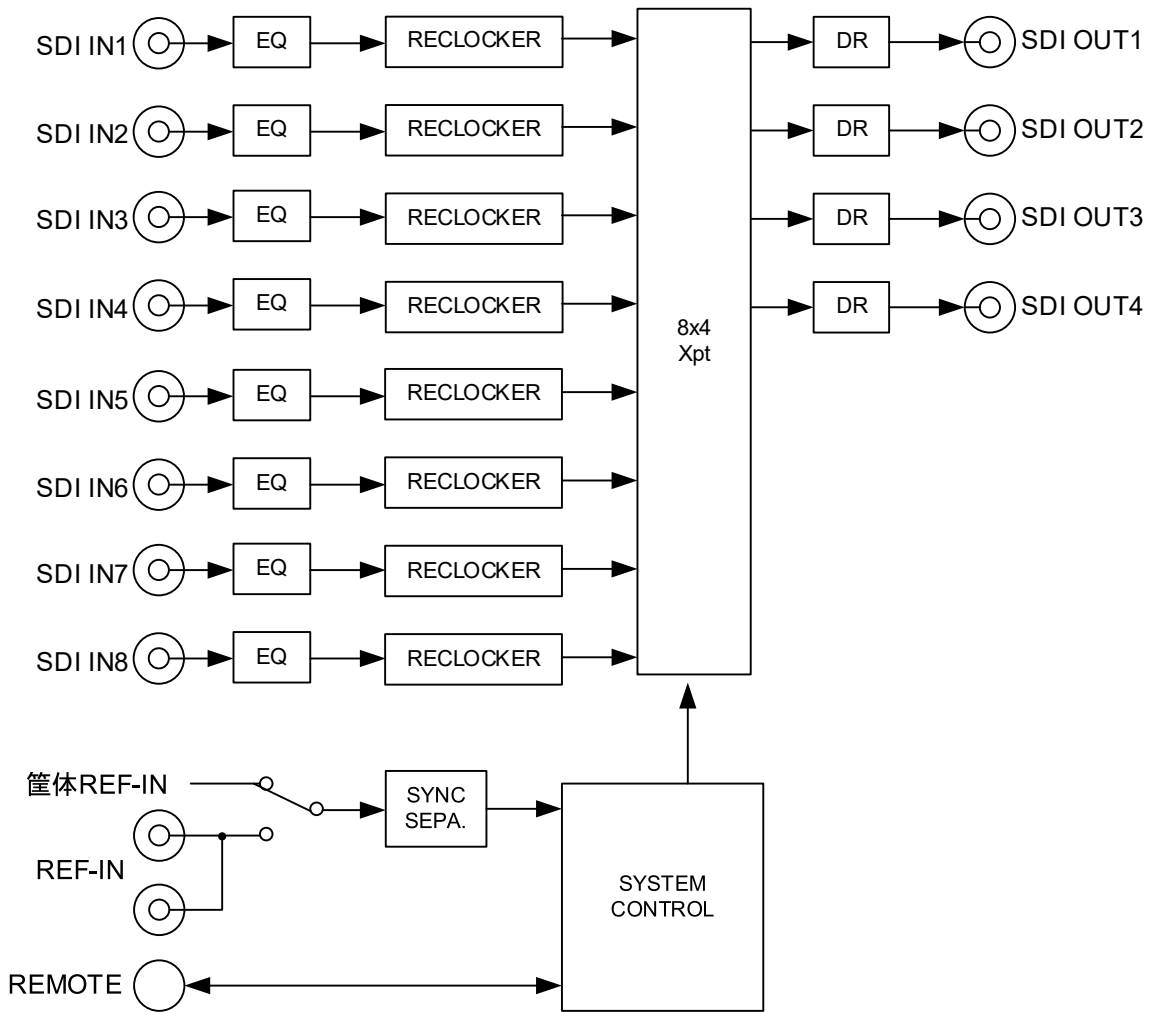 SDI IN1
EQ
RECLOCKER
DR
SDI OUT1
SDI IN2
EQ
RECLOCKER
DR
SDI OUT2
SDI IN3
EQ
RECLOCKER
DR
SDI OUT3
SDI IN4
EQ
RECLOCKER
DR
SDI OUT4
8x4
Xpt
SDI IN5
EQ
RECLOCKER
SDI IN6
EQ
RECLOCKER
SDI IN7
EQ
RECLOCKER
SDI IN8
EQ
RECLOCKER
筐体REF-IN
SYNC
SEPA.
REF-IN
SYSTEM
CONTROL
REMOTE